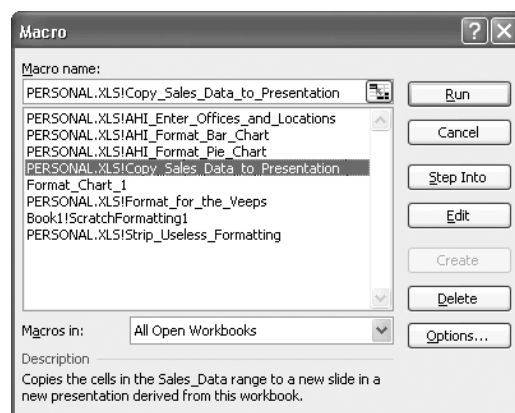 Macro
Macro name:
PERSONAL.XLS!Copy_Sales_Data_to_Presentation
Run
PERSONAL.XLS!AHI_Enter_Offices_and_Locations
PERSONAL.XLS!AHI_Format_Bar_Chart
Cancel
PERSONAL.XLS!AHI_Format_Pie_Chart
PERSONAL.XLS!Copy_Sales_Data_to_Presentation
Step Into
Format_Chart_1
PERSONAL.XLS!Format_for_the_Veeps
Edit
Book1!ScratchFormatting1
PERSONAL.XLS!Strip_Useless_Formatting
Create
Delete
Macros in:
All Open Workbooks
Options...
Description
Copies the cells in the Sales_Data range to a new slide in a
new presentation derived from this workbook.